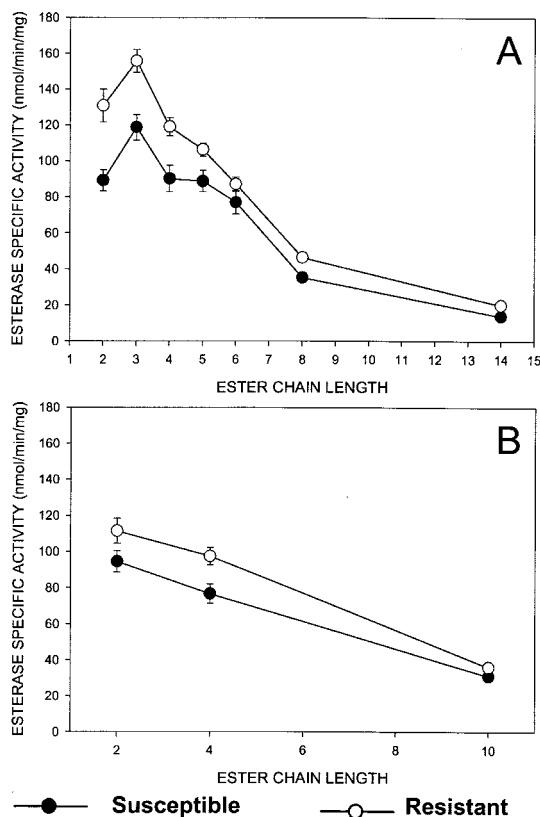 A
ESTERASE SPECIFIC ACTIVITY (nmol/min/mg)
180
160
140
120
100
80
60
40
20
0
1 2 3 4 5 6 7 8 9 10 11 12 13 14 15
ESTER CHAIN LENGTH
B
ESTERASE SPECIFIC ACTIVITY (nmol/min/mg)
180
160
140
120
100
80
60
40
20
0
2 4 6 8 10
ESTER CHAIN LENGTH
Susceptible Resistant